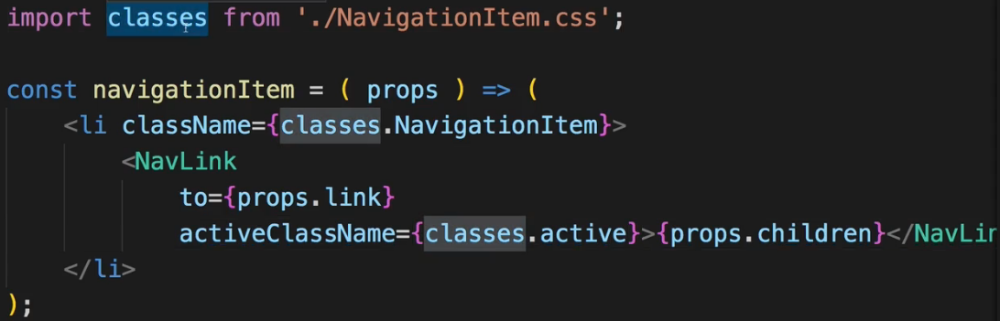 import classes from './NavigationItem.css';
const navigationItem = ( props ) => (
<li className={classes.NavigationItem}>
<NavLink
to={props.link}
activeClassName={classes.active}>{props.children}</NavLin
</li>
);